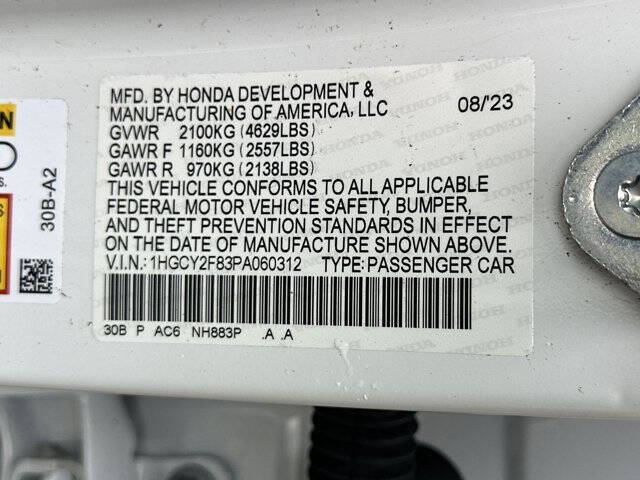 MFD. BY HONDA DEVELOPMENT &
MANUFACTURING OF AMERICA, LLC 08/'23
GVWR 2100KG (4629LBS)
GAWR F 1160KG (2557LBS)
GAWR R 970KG (2138LBS)
THIS VEHICLE CONFORMS TO ALL APPLICABLE
FEDERAL MOTOR VEHICLE SAFETY, BUMPER,
AND THEFT PREVENTION STANDARDS IN EFFECT
ON THE DATE OF MANUFACTURE SHOWN ABOVE.
V.I.N.: 1HGCY2F83PA060312 TYPE: PASSENGER CAR
30B P AC6 NH883P .A .A
30B-A2